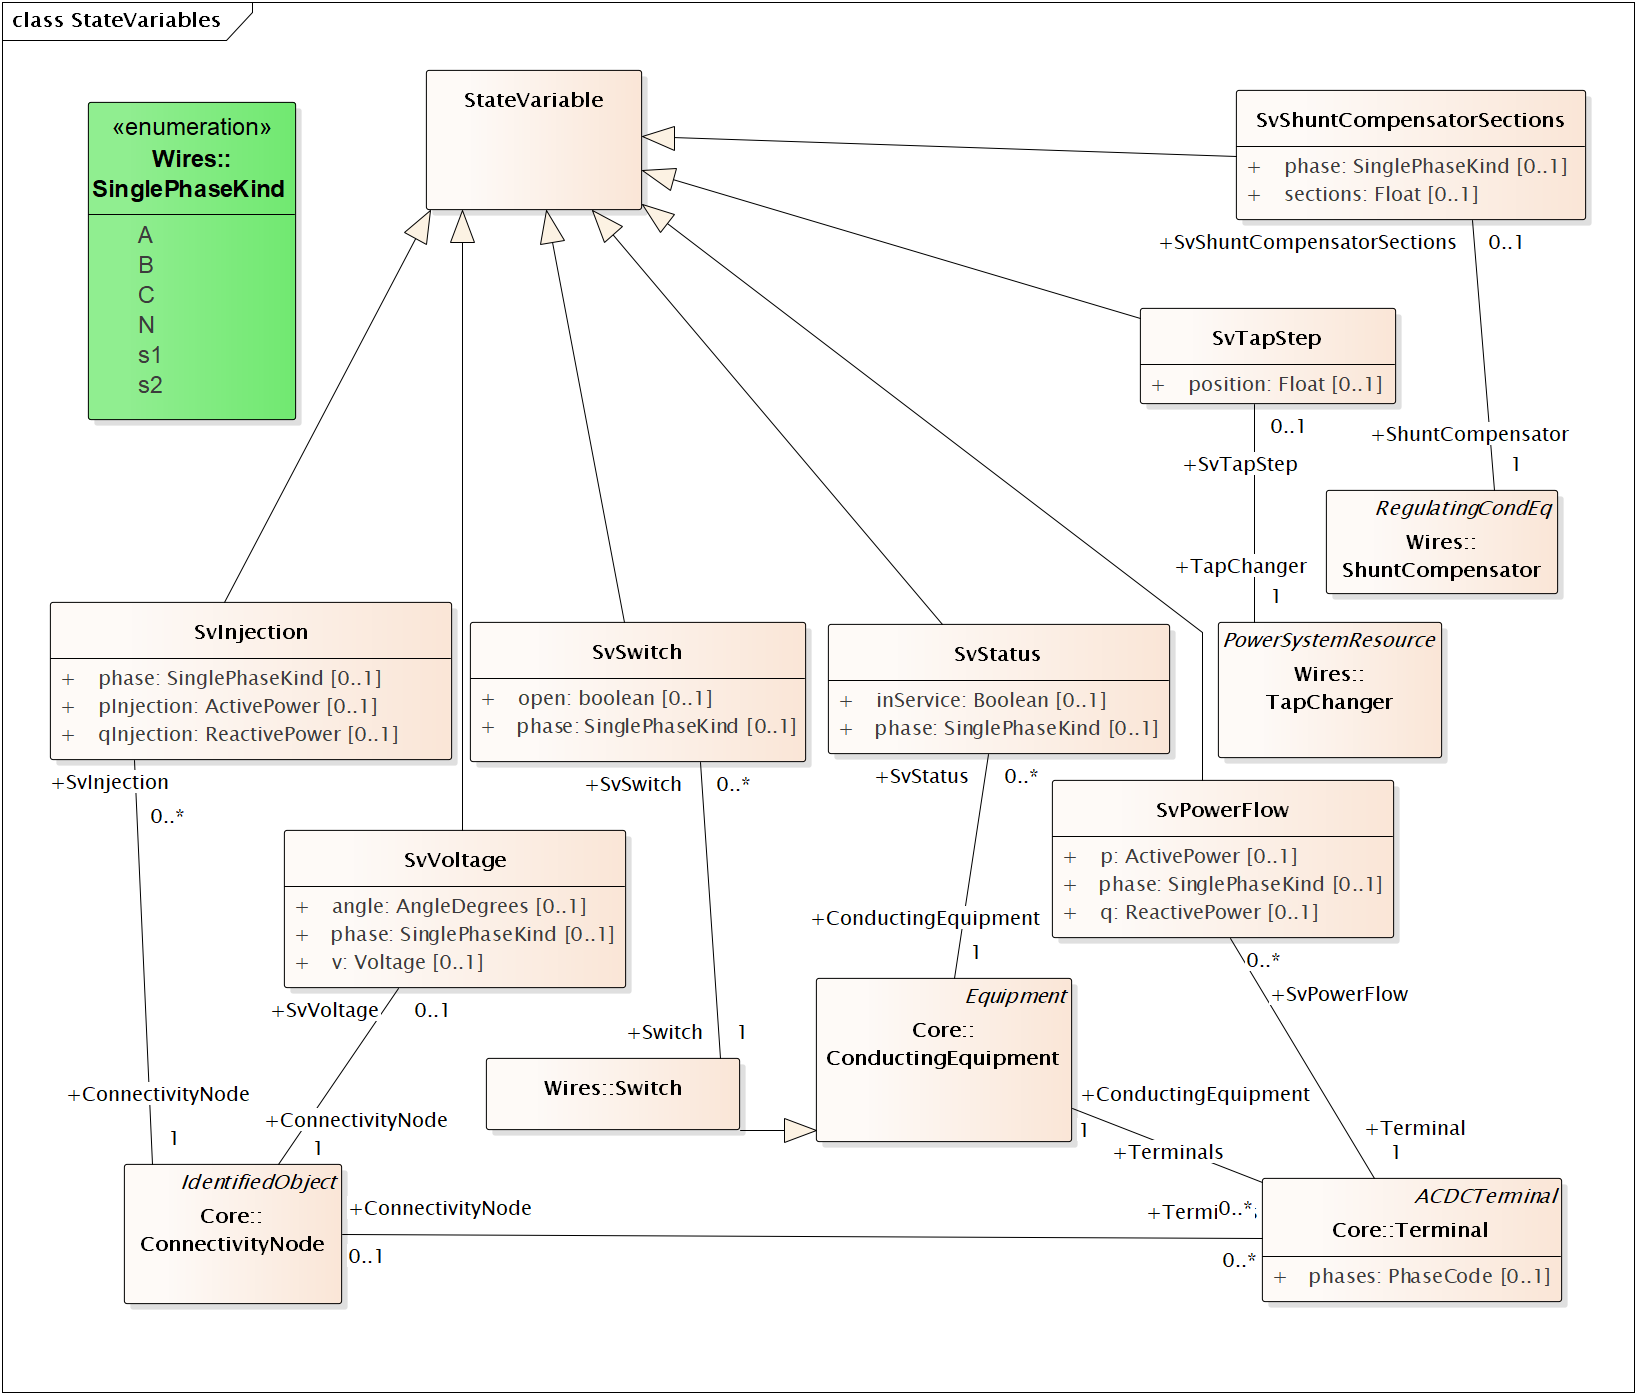 class StateVariables
«enumeration»
Wires::
SinglePhaseKind
A
B
C
N
s1
s2
StateVariable
SvShuntCompensatorSections
+ phase: SinglePhaseKind [0..1]
+ sections: Float [0..1]
+SvShuntCompensatorSections 0..1
SvTapStep
+ position: Float [0..1]
0..1
+SvTapStep
+ShuntCompensator
1
RegulatingCondEq
Wires::
ShuntCompensator
+TapChanger
1
PowerSystemResource
Wires::
TapChanger
SvInjection
+ phase: SinglePhaseKind [0..1]
+ pInjection: ActivePower [0..1]
+ qInjection: ReactivePower [0..1]
+SvInjection
0..*
SvSwitch
+ open: boolean [0..1]
+ phase: SinglePhaseKind [0..1]
+SvSwitch 0..*
SvStatus
+ inService: Boolean [0..1]
+ phase: SinglePhaseKind [0..1]
+SvStatus 0..*
SvVoltage
+ angle: AngleDegrees [0..1]
+ phase: SinglePhaseKind [0..1]
+ v: Voltage [0..1]
+SvVoltage 0..1
SvPowerFlow
+ p: ActivePower [0..1]
+ phase: SinglePhaseKind [0..1]
+ q: ReactivePower [0..1]
0..*
+SvPowerFlow
+ConductingEquipment
1
Equipment
Core::
ConductingEquipment
+Switch 1
Wires::Switch
+ConductingEquipment
1
+Terminals
+Terminal
1
+ConnectivityNode
1
+ConnectivityNode
1
IdentifiedObject
Core::
ConnectivityNode
+ConnectivityNode
0..1
0..*
0..*
ACDCTerminal
Core::Terminal
+ phases: PhaseCode [0..1]